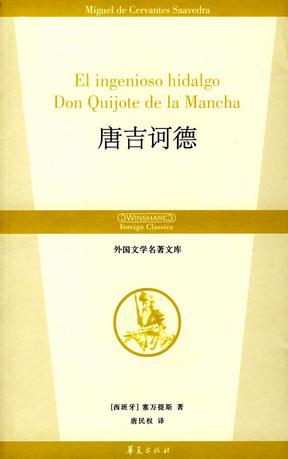 Miguel de Cervantes Saavedra
El ingenioso hidalgo
Don Quijote de la Mancha
唐吉诃德
WINSHARE
Foreign Classics
外国文学名著文库
[西班牙] 塞万提斯 著
唐民权 译
华夏出版社